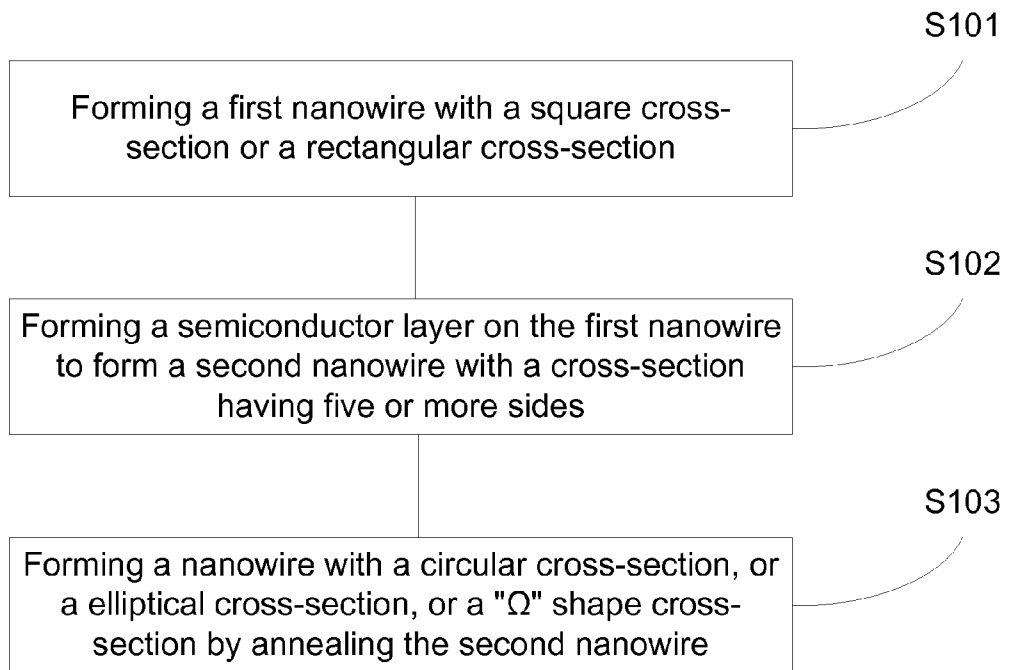 S101
Forming a first nanowire with a square cross-
section or a rectangular cross-section
S102
Forming a semiconductor layer on the first nanowire
to form a second nanowire with a cross-section
having five or more sides
S103
Forming a nanowire with a circular cross-section, or
a elliptical cross-section, or a "Ω" shape cross-
section by annealing the second nanowire